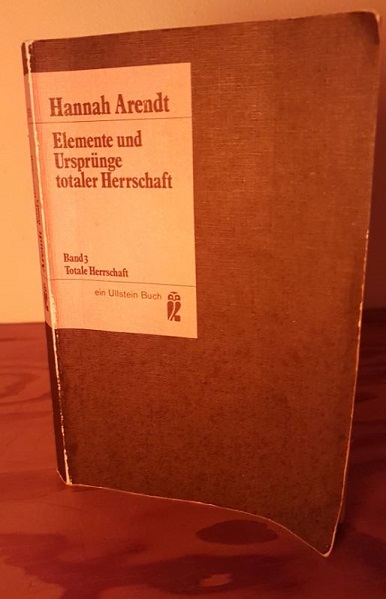 Hannah Arendt
Elemente und
Ursprünge
totaler Herrschaft
Band 3
Totale Herrschaft
ein Ullstein Buch